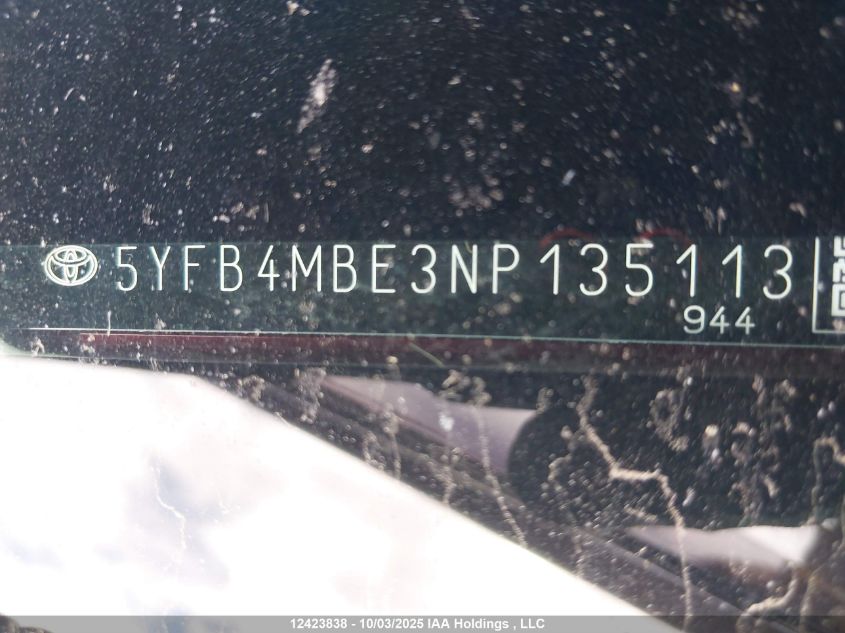 5YFB4MBE3NP135113
944
12423838 - 10/03/2025 IAA Holdings , LLC